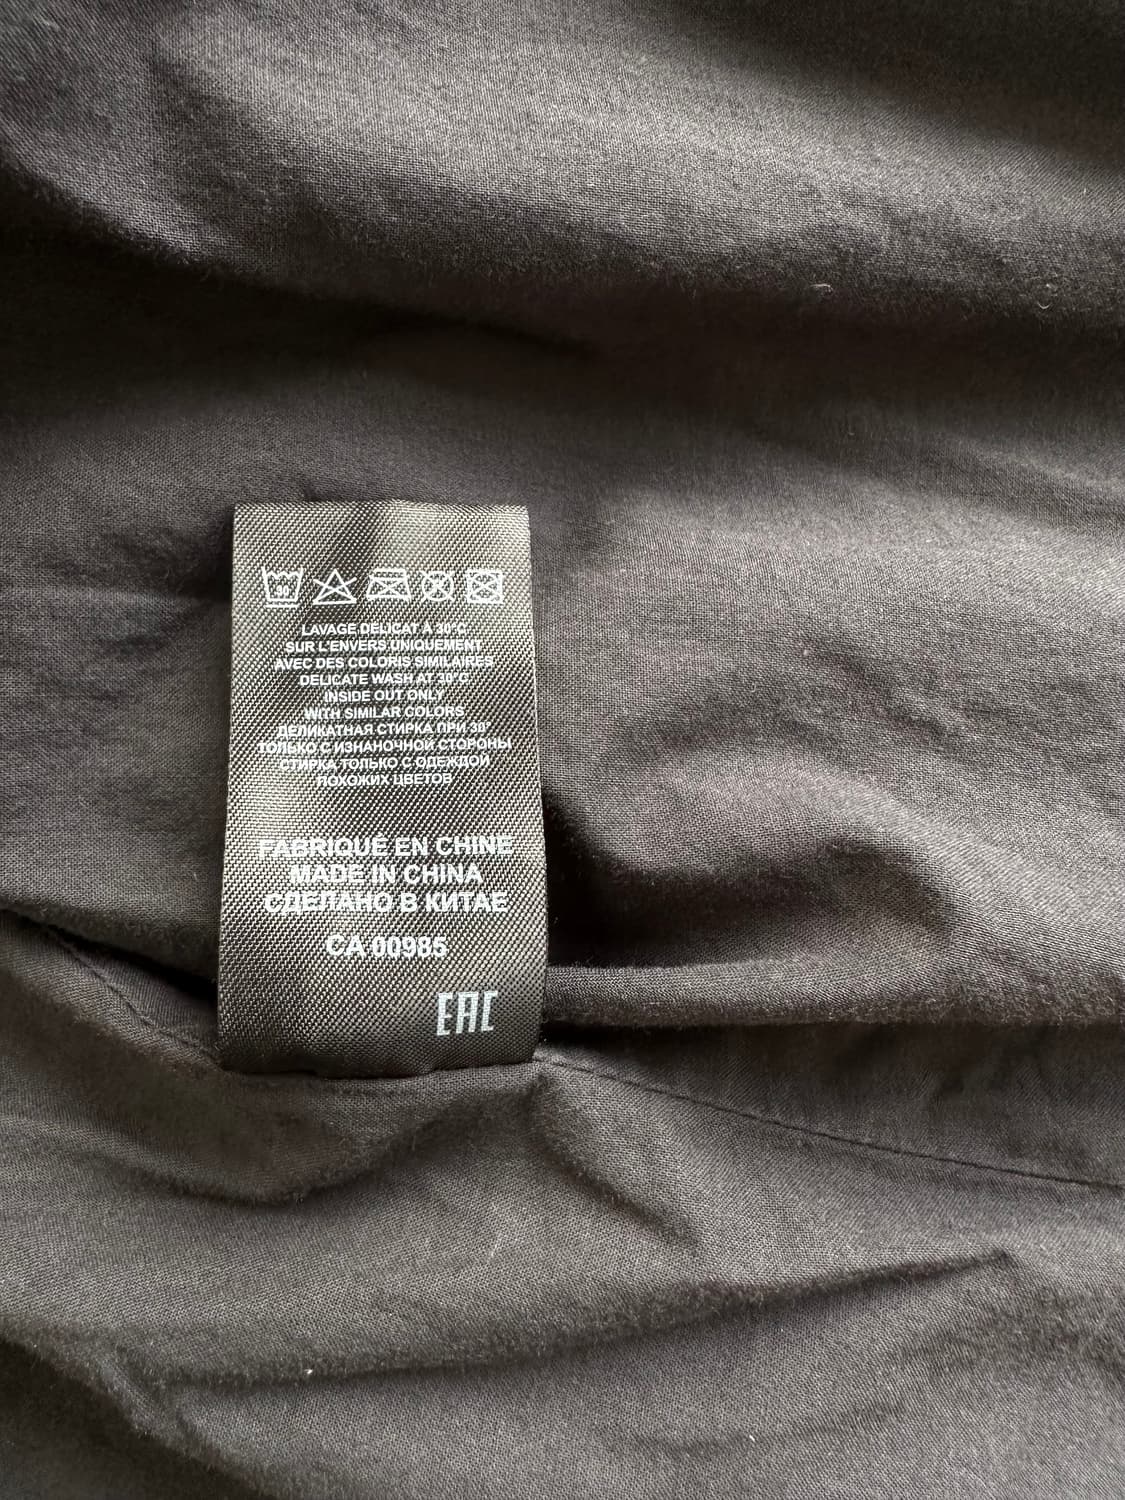 30
LAVAGE DÉLICAT À 30°C
SUR L'ENVERS UNIQUEMENT
AVEC DES COLORIS SIMILAIRES
DELICATE WASH AT 30°C
INSIDE OUT ONLY
WITH SIMILAR COLORS
ДЕЛИКАТНАЯ СТИРКА ПРИ 30°
ТОЛЬКО С ИЗНАНОЧНОЙ СТОРОНЫ
СТИРКА ТОЛЬКО С ОДЕЖДОЙ
ПОХОЖИХ ЦВЕТОВ
FABRIQUÉ EN CHINE
MADE IN CHINA
СДЕЛАНО В КИТАЕ
CA 00985
EAC